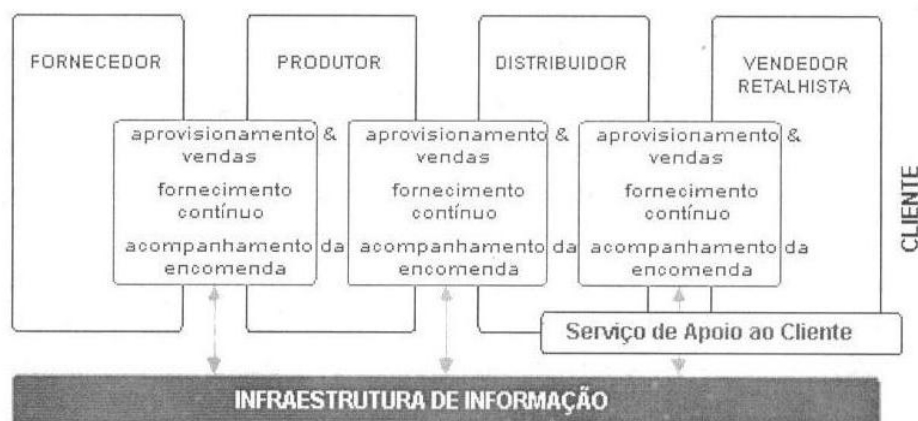 FORNECEDOR
PRODUTOR
DISTRIBUIDOR
VENDEDOR
RETALHISTA
aprovisionamento &
vendas
fornecimento
contínuo
acompanhamento da
encomenda
aprovisionamento &
vendas
fornecimento
contínuo
acompanhamento da
encomenda
aprovisionamento &
vendas
fornecimento
contínuo
acompanhamento da
encomenda
CLIENTE
Serviço de Apoio ao Cliente
INFRAESTRUTURA DE INFORMAÇÃO